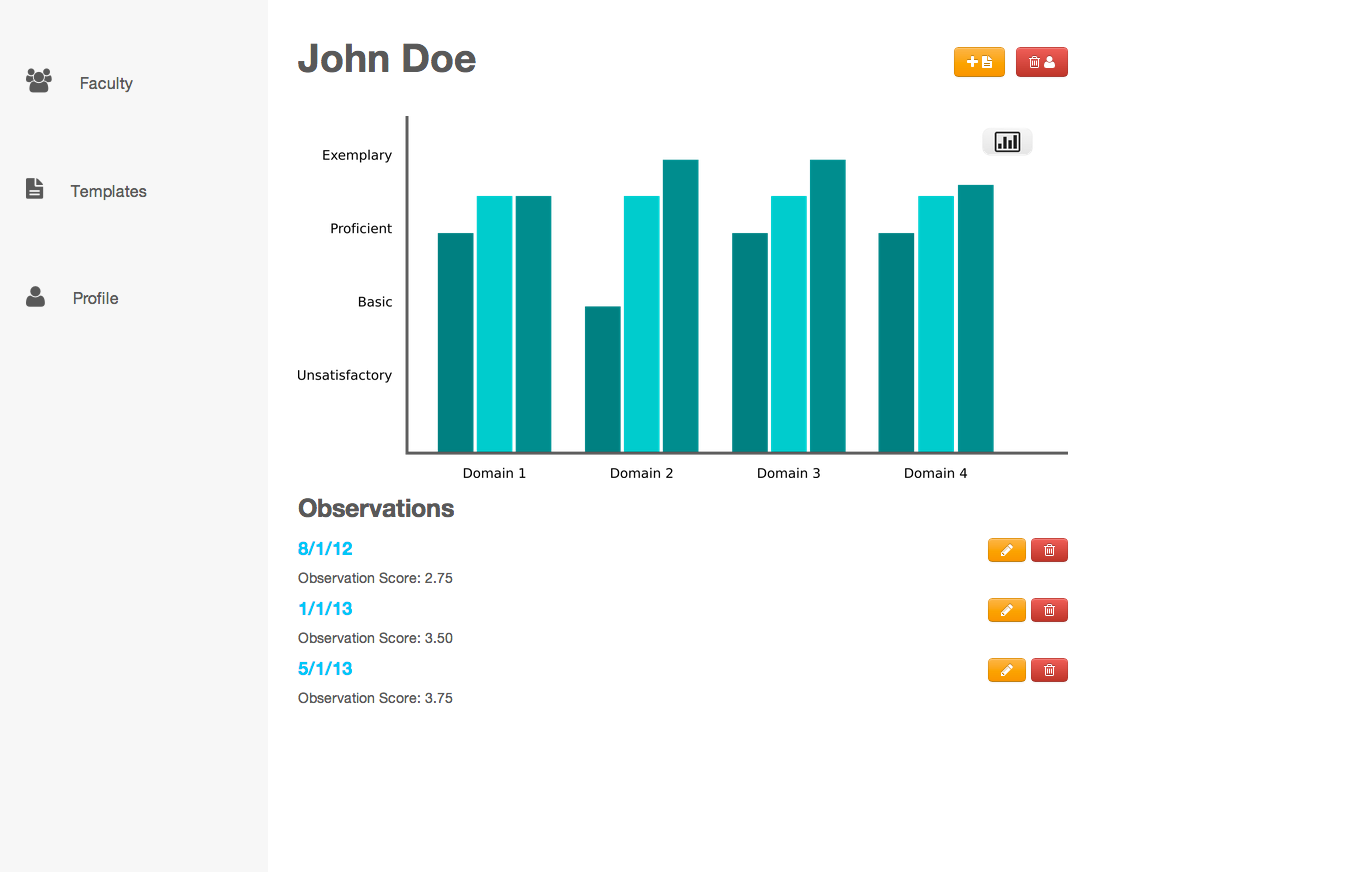 Faculty
Templates
Profile
John Doe
Exemplary
Proficient
Basic
Unsatisfactory
Domain 1 Domain 2 Domain 3 Domain 4
Observations
8/1/12
Observation Score: 2.75
1/1/13
Observation Score: 3.50
5/1/13
Observation Score: 3.75